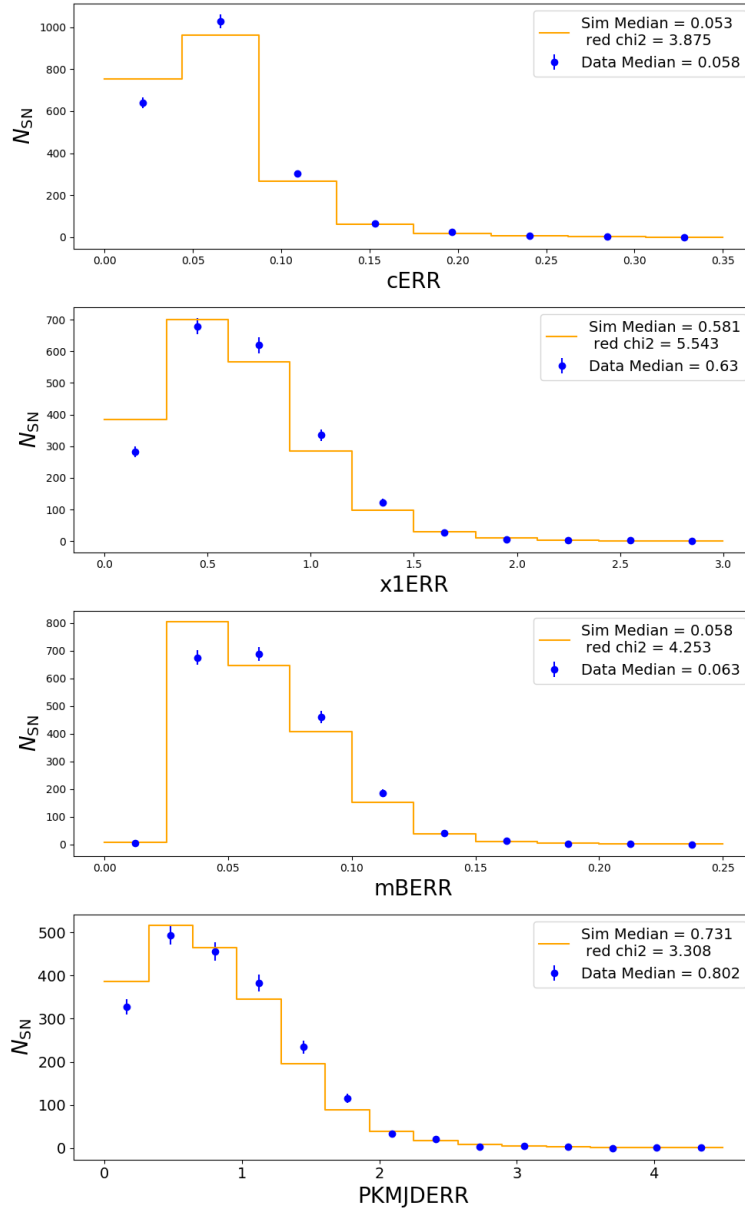 Sim Median = 0.053
red chi2 = 3.875
Data Median = 0.058
N_SN
1000
800
600
400
200
0
0.00 0.05 0.10 0.15 0.20 0.25 0.30 0.35
cERR
Sim Median = 0.581
red chi2 = 5.543
Data Median = 0.63
N_SN
700
600
500
400
300
200
100
0
0.0 0.5 1.0 1.5 2.0 2.5 3.0
x1ERR
Sim Median = 0.058
red chi2 = 4.253
Data Median = 0.063
N_SN
800
700
600
500
400
300
200
100
0
0.00 0.05 0.10 0.15 0.20 0.25
mBERR
Sim Median = 0.731
red chi2 = 3.308
Data Median = 0.802
N_SN
500
400
300
200
100
0
0 1 2 3 4
PKMJDERR